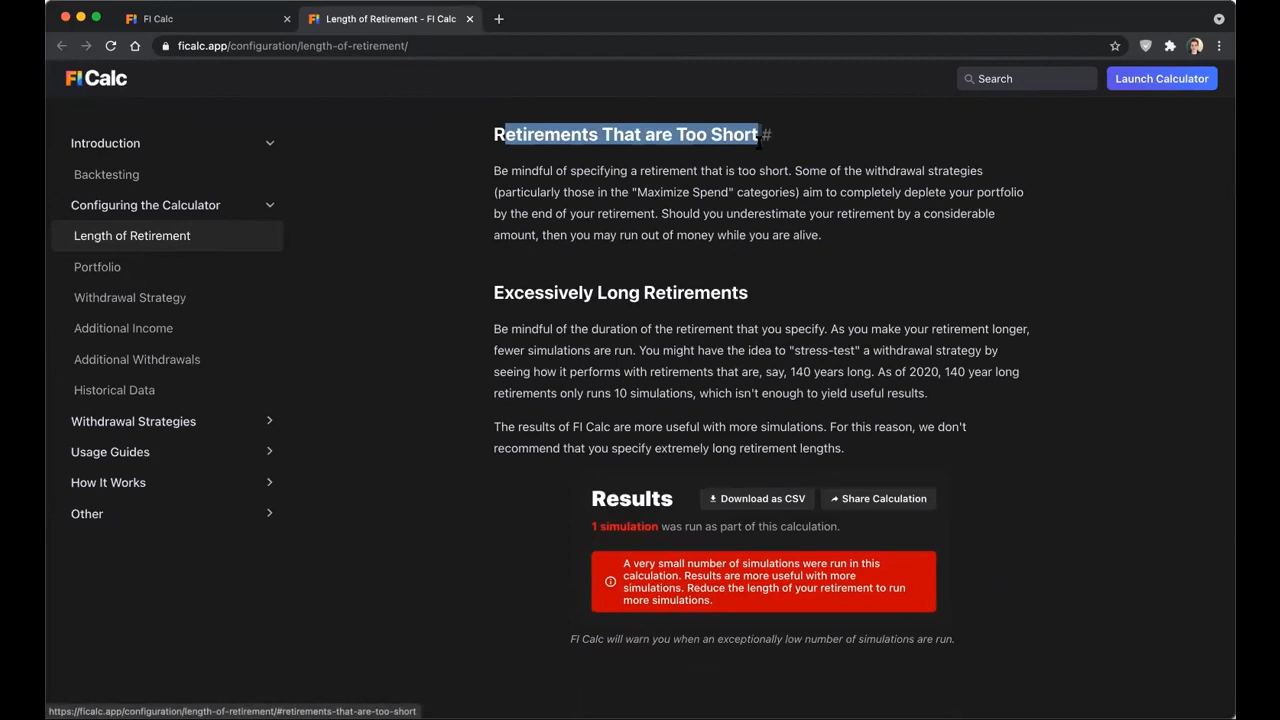 FI Calc
Length of Retirement - FI Calc
ficalc.app/configuration/length-of-retirement/
FI Calc
Search
Launch Calculator
Introduction
Backtesting
Configuring the Calculator
Length of Retirement
Portfolio
Withdrawal Strategy
Additional Income
Additional Withdrawals
Historical Data
Withdrawal Strategies
Usage Guides
How It Works
Other
Retirements That are Too Short #
Be mindful of specifying a retirement that is too short. Some of the withdrawal strategies
(particularly those in the "Maximize Spend" categories) aim to completely deplete your portfolio
by the end of your retirement. Should you underestimate your retirement by a considerable
amount, then you may run out of money while you are alive.
Excessively Long Retirements
Be mindful of the duration of the retirement that you specify. As you make your retirement longer,
fewer simulations are run. You might have the idea to "stress-test" a withdrawal strategy by
seeing how it performs with retirements that are, say, 140 years long. As of 2020, 140 year long
retirements only runs 10 simulations, which isn't enough to yield useful results.
The results of FI Calc are more useful with more simulations. For this reason, we don't
recommend that you specify extremely long retirement lengths.
Results
Download as CSV
Share Calculation
1 simulation was run as part of this calculation.
A very small number of simulations were run in this
calculation. Results are more useful with more
simulations. Reduce the length of your retirement to run
more simulations.
FI Calc will warn you when an exceptionally low number of simulations are run.
https://ficalc.app/configuration/length-of-retirement/#retirements-that-are-too-short